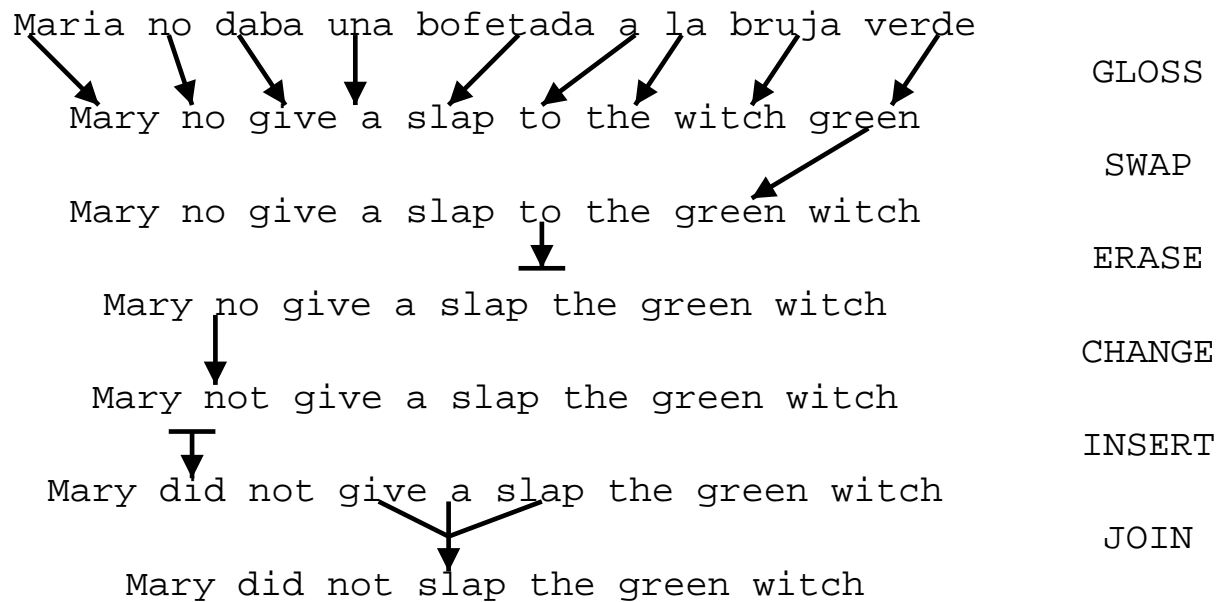 Maria no daba una bofetada a la bruja verde
GLOSS
Mary no give a slap to the witch green
SWAP
Mary no give a slap to the green witch
ERASE
Mary no give a slap the green witch
CHANGE
Mary not give a slap the green witch
INSERT
Mary did not give a slap the green witch
JOIN
Mary did not slap the green witch